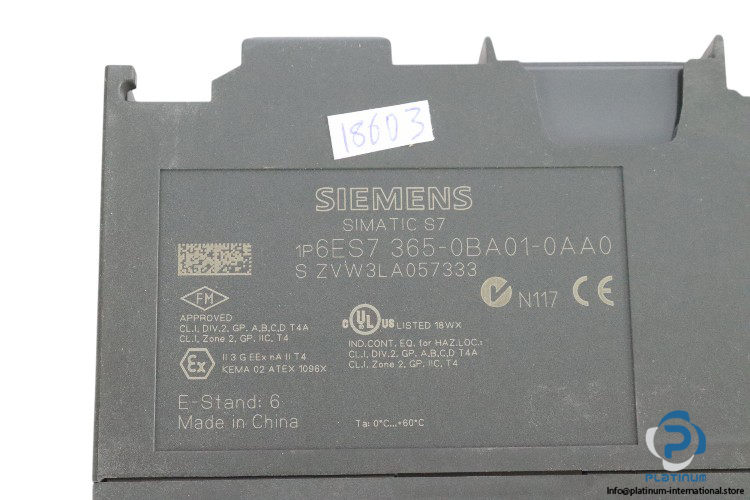 18603
SIEMENS
SIMATIC S7
1P6ES7 365-0BA01-0AA0
S ZVW3LA057333
FM
APPROVED
CL.I, DIV.2, GP. A,B,C,D T4A
CL.I, Zone 2, GP. IIC, T4
Ex
II 3 G EEx nA II T4
KEMA 02 ATEX 1096X
E-Stand: 6
Made in China
N117 CE
c UL US LISTED 18WX
IND.CONT. EQ. for HAZ.LOC.:
CL.I, DIV.2, GP. A,B,C,D T4A
CL.I, Zone 2, GP. IIC, T4
Ta: 0°C...+60°C
PLATINUM
Info@platinum-international.store